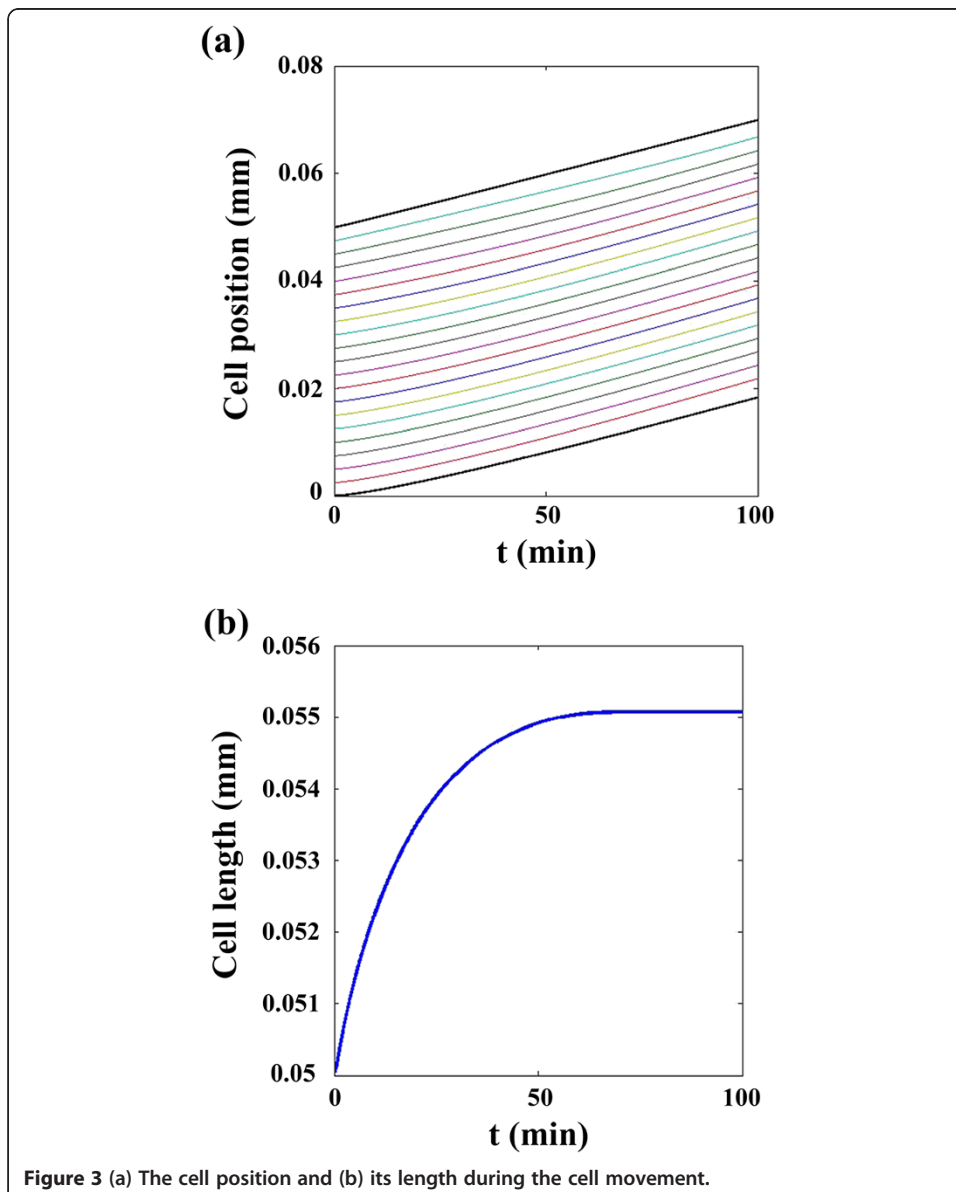 (a)
0.08
0.06
0.04
0.02
0
Cell position (mm)
0
50
100
t (min)
(b)
0.056
0.055
0.054
0.053
0.052
0.051
0.05
Cell length (mm)
0
50
100
t (min)
Figure 3 (a) The cell position and (b) its length during the cell movement.